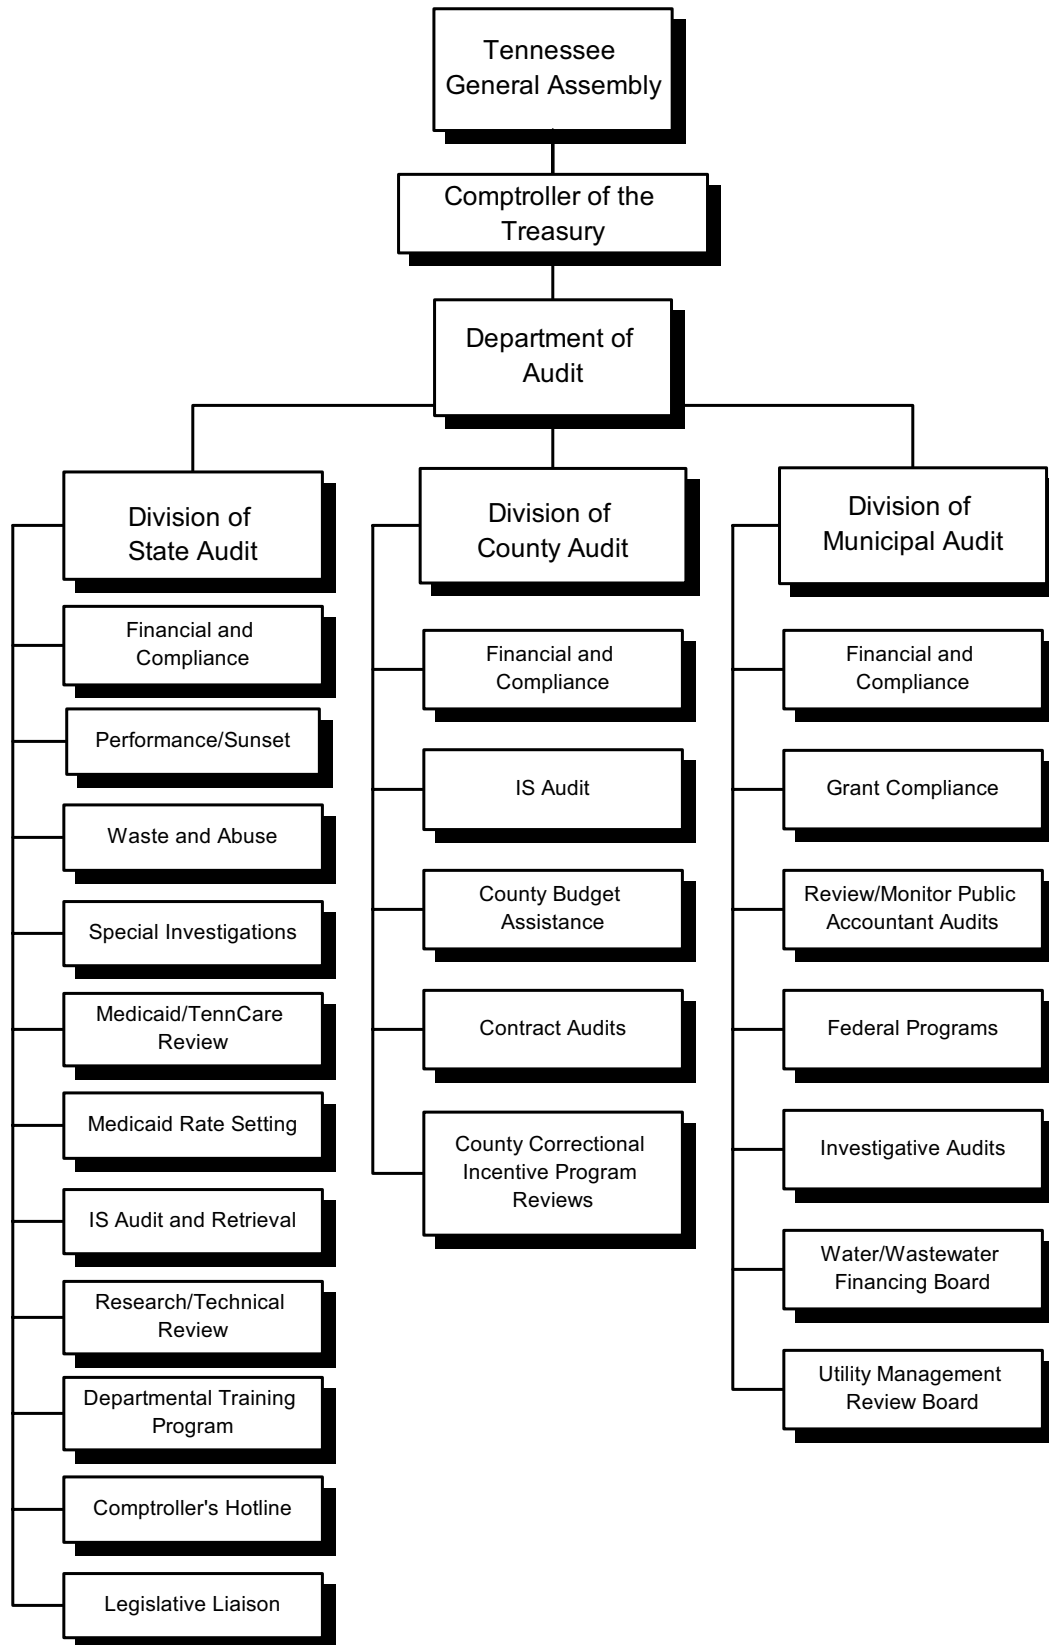 Tennessee
General Assembly
Comptroller of the
Treasury
Department of
Audit
Division of
State Audit
Financial and
Compliance
Performance/Sunset
Waste and Abuse
Special Investigations
Medicaid/TennCare
Review
Medicaid Rate Setting
IS Audit and Retrieval
Research/Technical
Review
Departmental Training
Program
Comptroller's Hotline
Legislative Liaison
Division of
County Audit
Financial and
Compliance
IS Audit
County Budget
Assistance
Contract Audits
County Correctional
Incentive Program
Reviews
Division of
Municipal Audit
Financial and
Compliance
Grant Compliance
Review/Monitor Public
Accountant Audits
Federal Programs
Investigative Audits
Water/Wastewater
Financing Board
Utility Management
Review Board